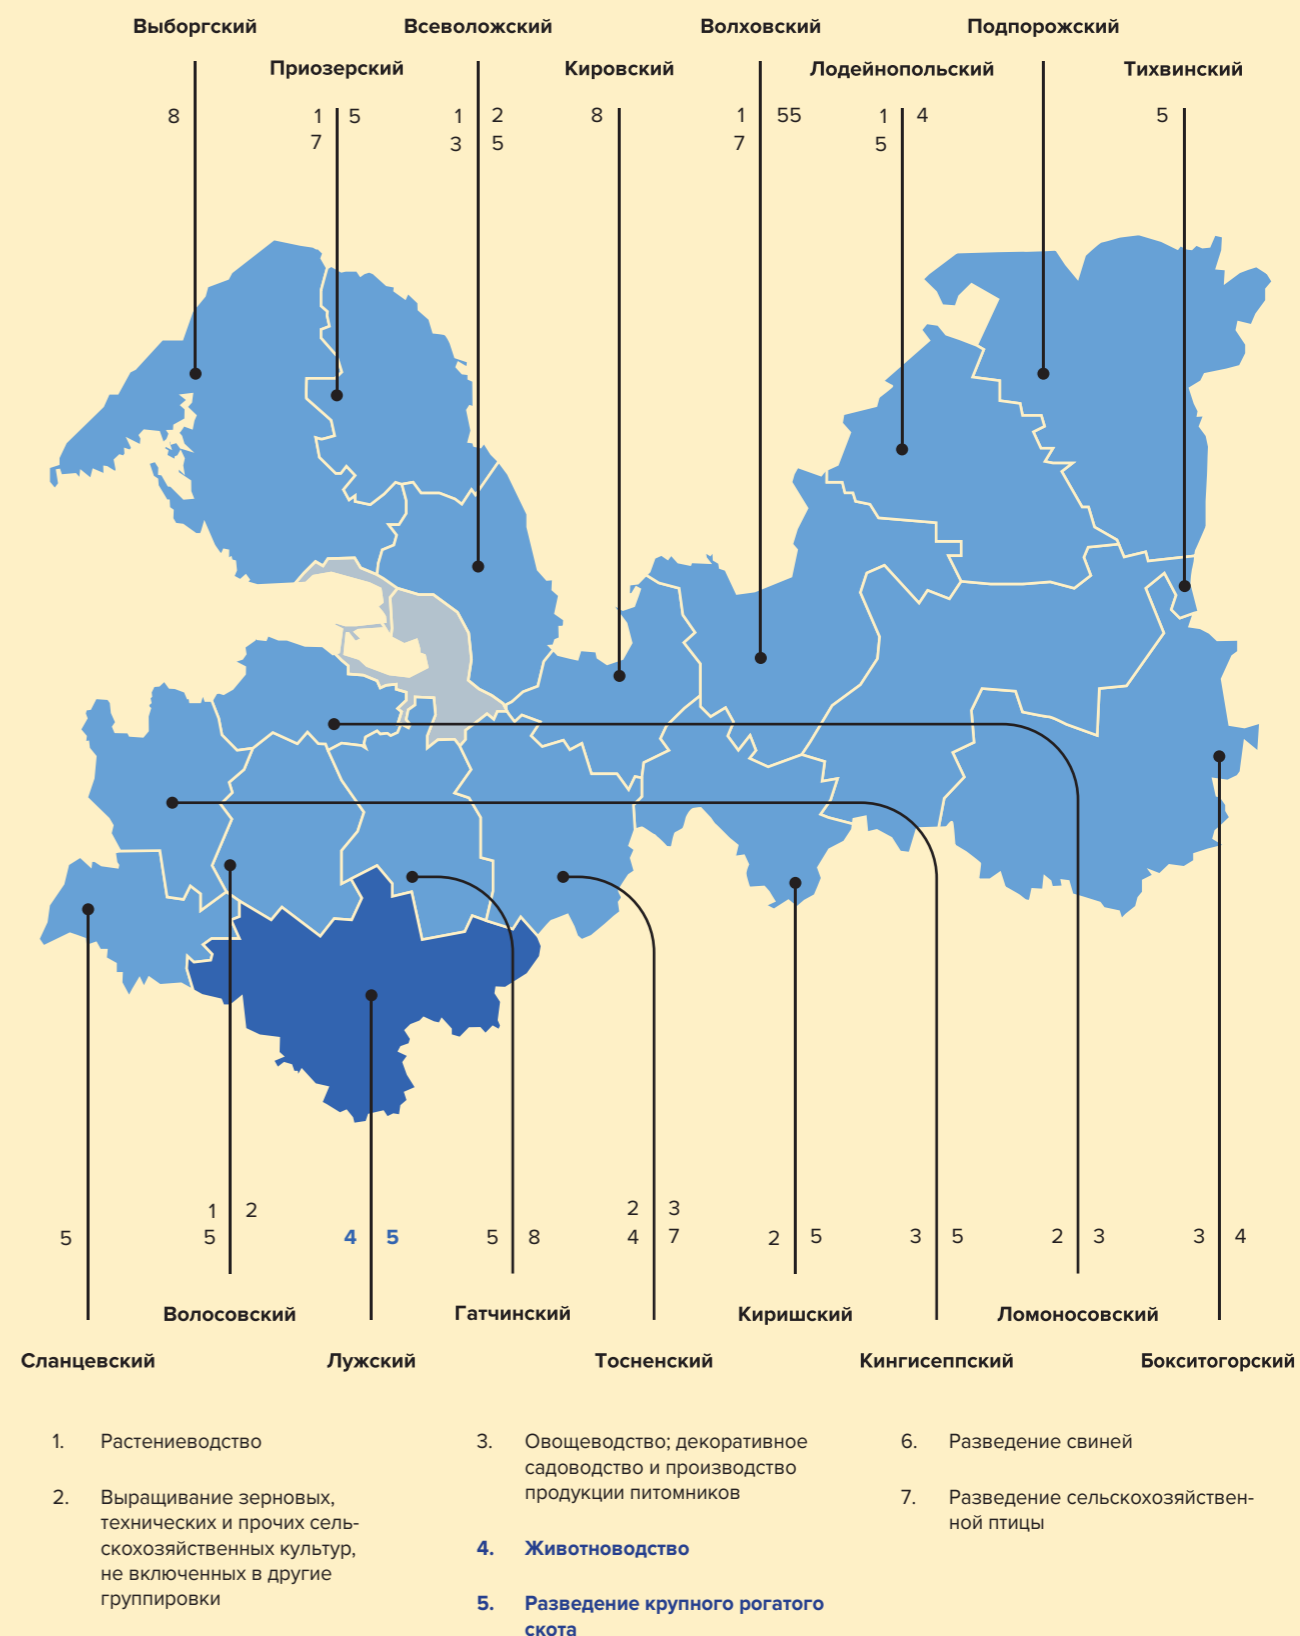 Выборгский Всеволожский Волховский Подпорожский
Приозерский Кировский Лодейнопольский Тихвинский
8 1 5 1 2 8 1 55 1 4 5
7 3 5 7 5
1 2 2 3
5 5 4 5 5 8 4 7 2 5 3 5 2 3 3 4
Волосовский Гатчинский Киришский Ломоносовский
Сланцевский Лужский Тосненский Кингисеппский Бокситогорский
1. Растениеводство
2. Выращивание зерновых,
технических и прочих сель-
скохозяйственных культур,
не включенных в другие
группировки
3. Овощеводство; декоративное
садоводство и производство
продукции питомников
4. Животноводство
5. Разведение крупного рогатого
скота
6. Разведение свиней
7. Разведение сельскохозяйствен-
ной птицы